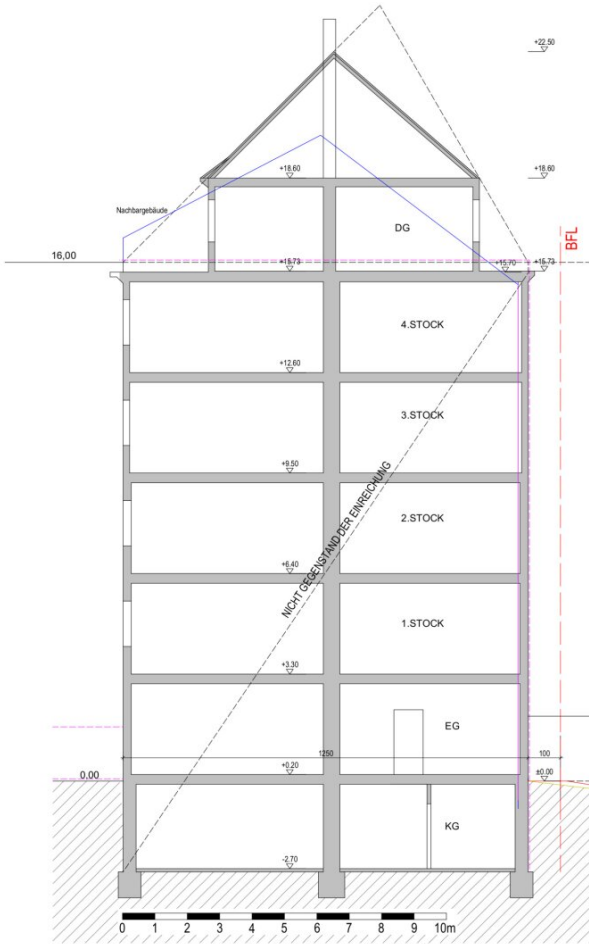 +22.50
+18.60
+18.60
Nachbargebäude
DG
BFL
16,00
+15.73
+15.70
+15.73
4.STOCK
+12.60
3.STOCK
+9.50
NICHT GEGENSTAND DER EINREICHUNG
2.STOCK
+6.40
1.STOCK
+3.30
EG
1250
100
0,00
+0.20
±0.00
KG
-2.70
0 1 2 3 4 5 6 7 8 9 10m